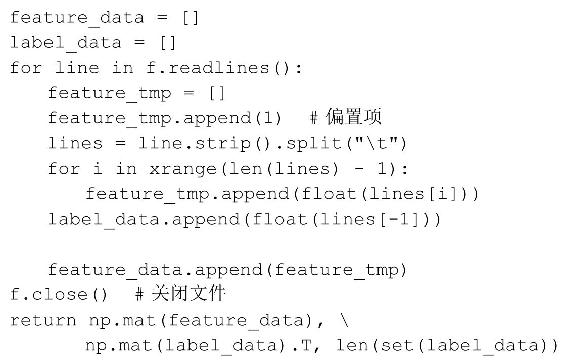 feature_data = []
label_data = []
for line in f.readlines():
    feature_tmp = []
    feature_tmp.append(1)  # 偏置项
    lines = line.strip().split("\t")
    for i in xrange(len(lines) - 1):
        feature_tmp.append(float(lines[i]))
    label_data.append(float(lines[-1]))

    feature_data.append(feature_tmp)
f.close()  # 关闭文件
return np.mat(feature_data), \
        np.mat(label_data).T, len(set(label_data))